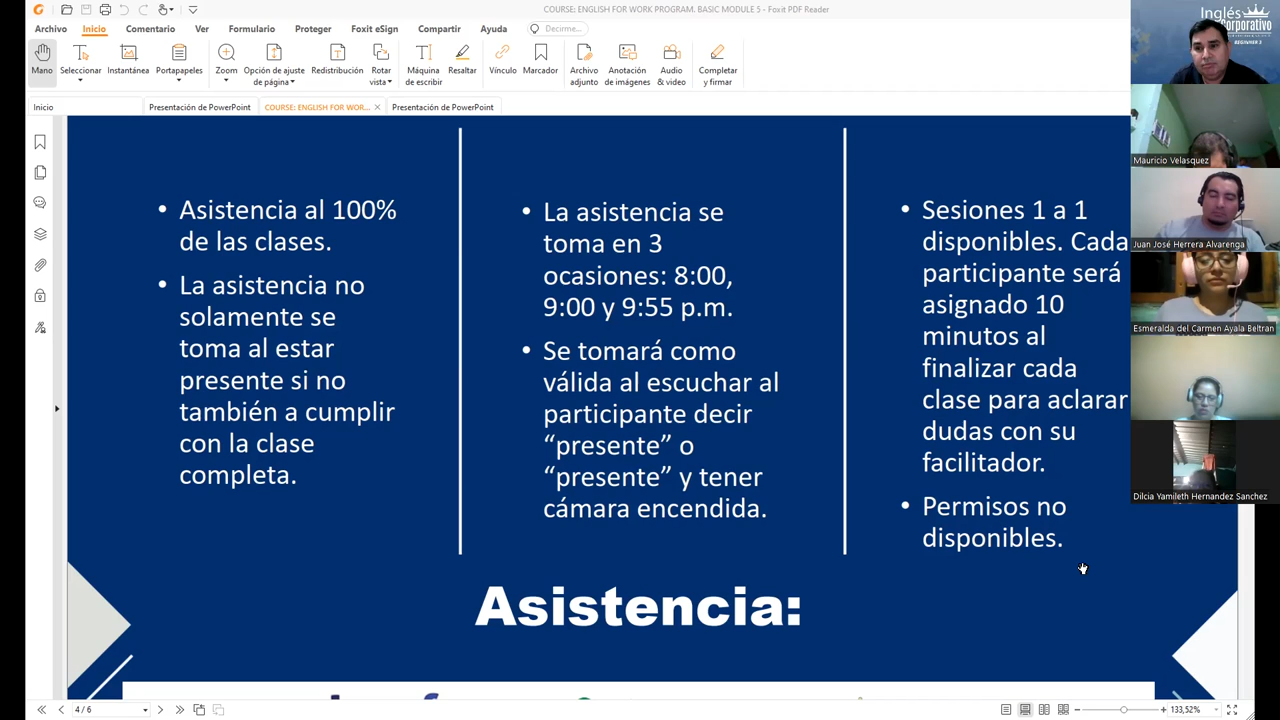 COURSE: ENGLISH FOR WORK PROGRAM. BASIC MODULE 5 - Foxit PDF Reader
Archivo Inicio Comentario Ver Formulario Proteger Foxit eSign Compartir Ayuda Decirme...
Mano Seleccionar Instantánea Portapapeles Zoom Opción de ajuste de página Redistribución Rotar vista Máquina de escribir Resaltar Vínculo Marcador Archivo adjunto Anotación de imágenes Audio & video Completar y firmar
Inicio Presentación de PowerPoint COURSE: ENGLISH FOR WOR... Presentación de PowerPoint
• Asistencia al 100%
de las clases.
• La asistencia no
solamente se
toma al estar
presente si no
también a cumplir
con la clase
completa.
• La asistencia se
toma en 3
ocasiones: 8:00,
9:00 y 9:55 p.m.
• Se tomará como
válida al escuchar al
participante decir
“presente” o
“presente” y tener
cámara encendida.
• Sesiones 1 a 1
disponibles. Cada
participante será
asignado 10
minutos al
finalizar cada
clase para aclarar
dudas con su
facilitador.
• Permisos no
disponibles.
Asistencia:
Inglés
Corporativo
BEGINNER 5
Mauricio Velasquez
Juan José Herrera Alvarenga
Esmeralda del Carmen Ayala Beltran
Dilcia Yamileth Hernandez Sanchez
4 / 6
133,52%